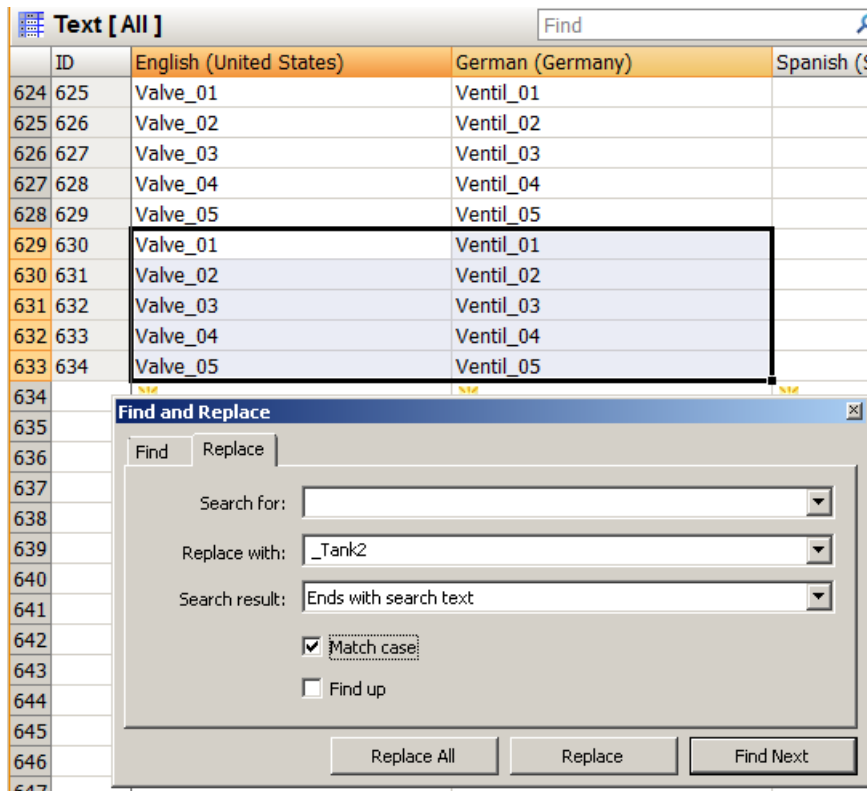 Text [ All ] Find
ID English (United States) German (Germany) Spanish (S
624 625 Valve_01 Ventil_01
625 626 Valve_02 Ventil_02
626 627 Valve_03 Ventil_03
627 628 Valve_04 Ventil_04
628 629 Valve_05 Ventil_05
629 630 Valve_01 Ventil_01
630 631 Valve_02 Ventil_02
631 632 Valve_03 Ventil_03
632 633 Valve_04 Ventil_04
633 634 Valve_05 Ventil_05
634
Find and Replace
635
Find Replace
636
637
Search for:
638
639
Replace with: _Tank2
640
Search result: Ends with search text
641
642
Match case
643
Find up
644
645
646
Replace All Replace Find Next
647